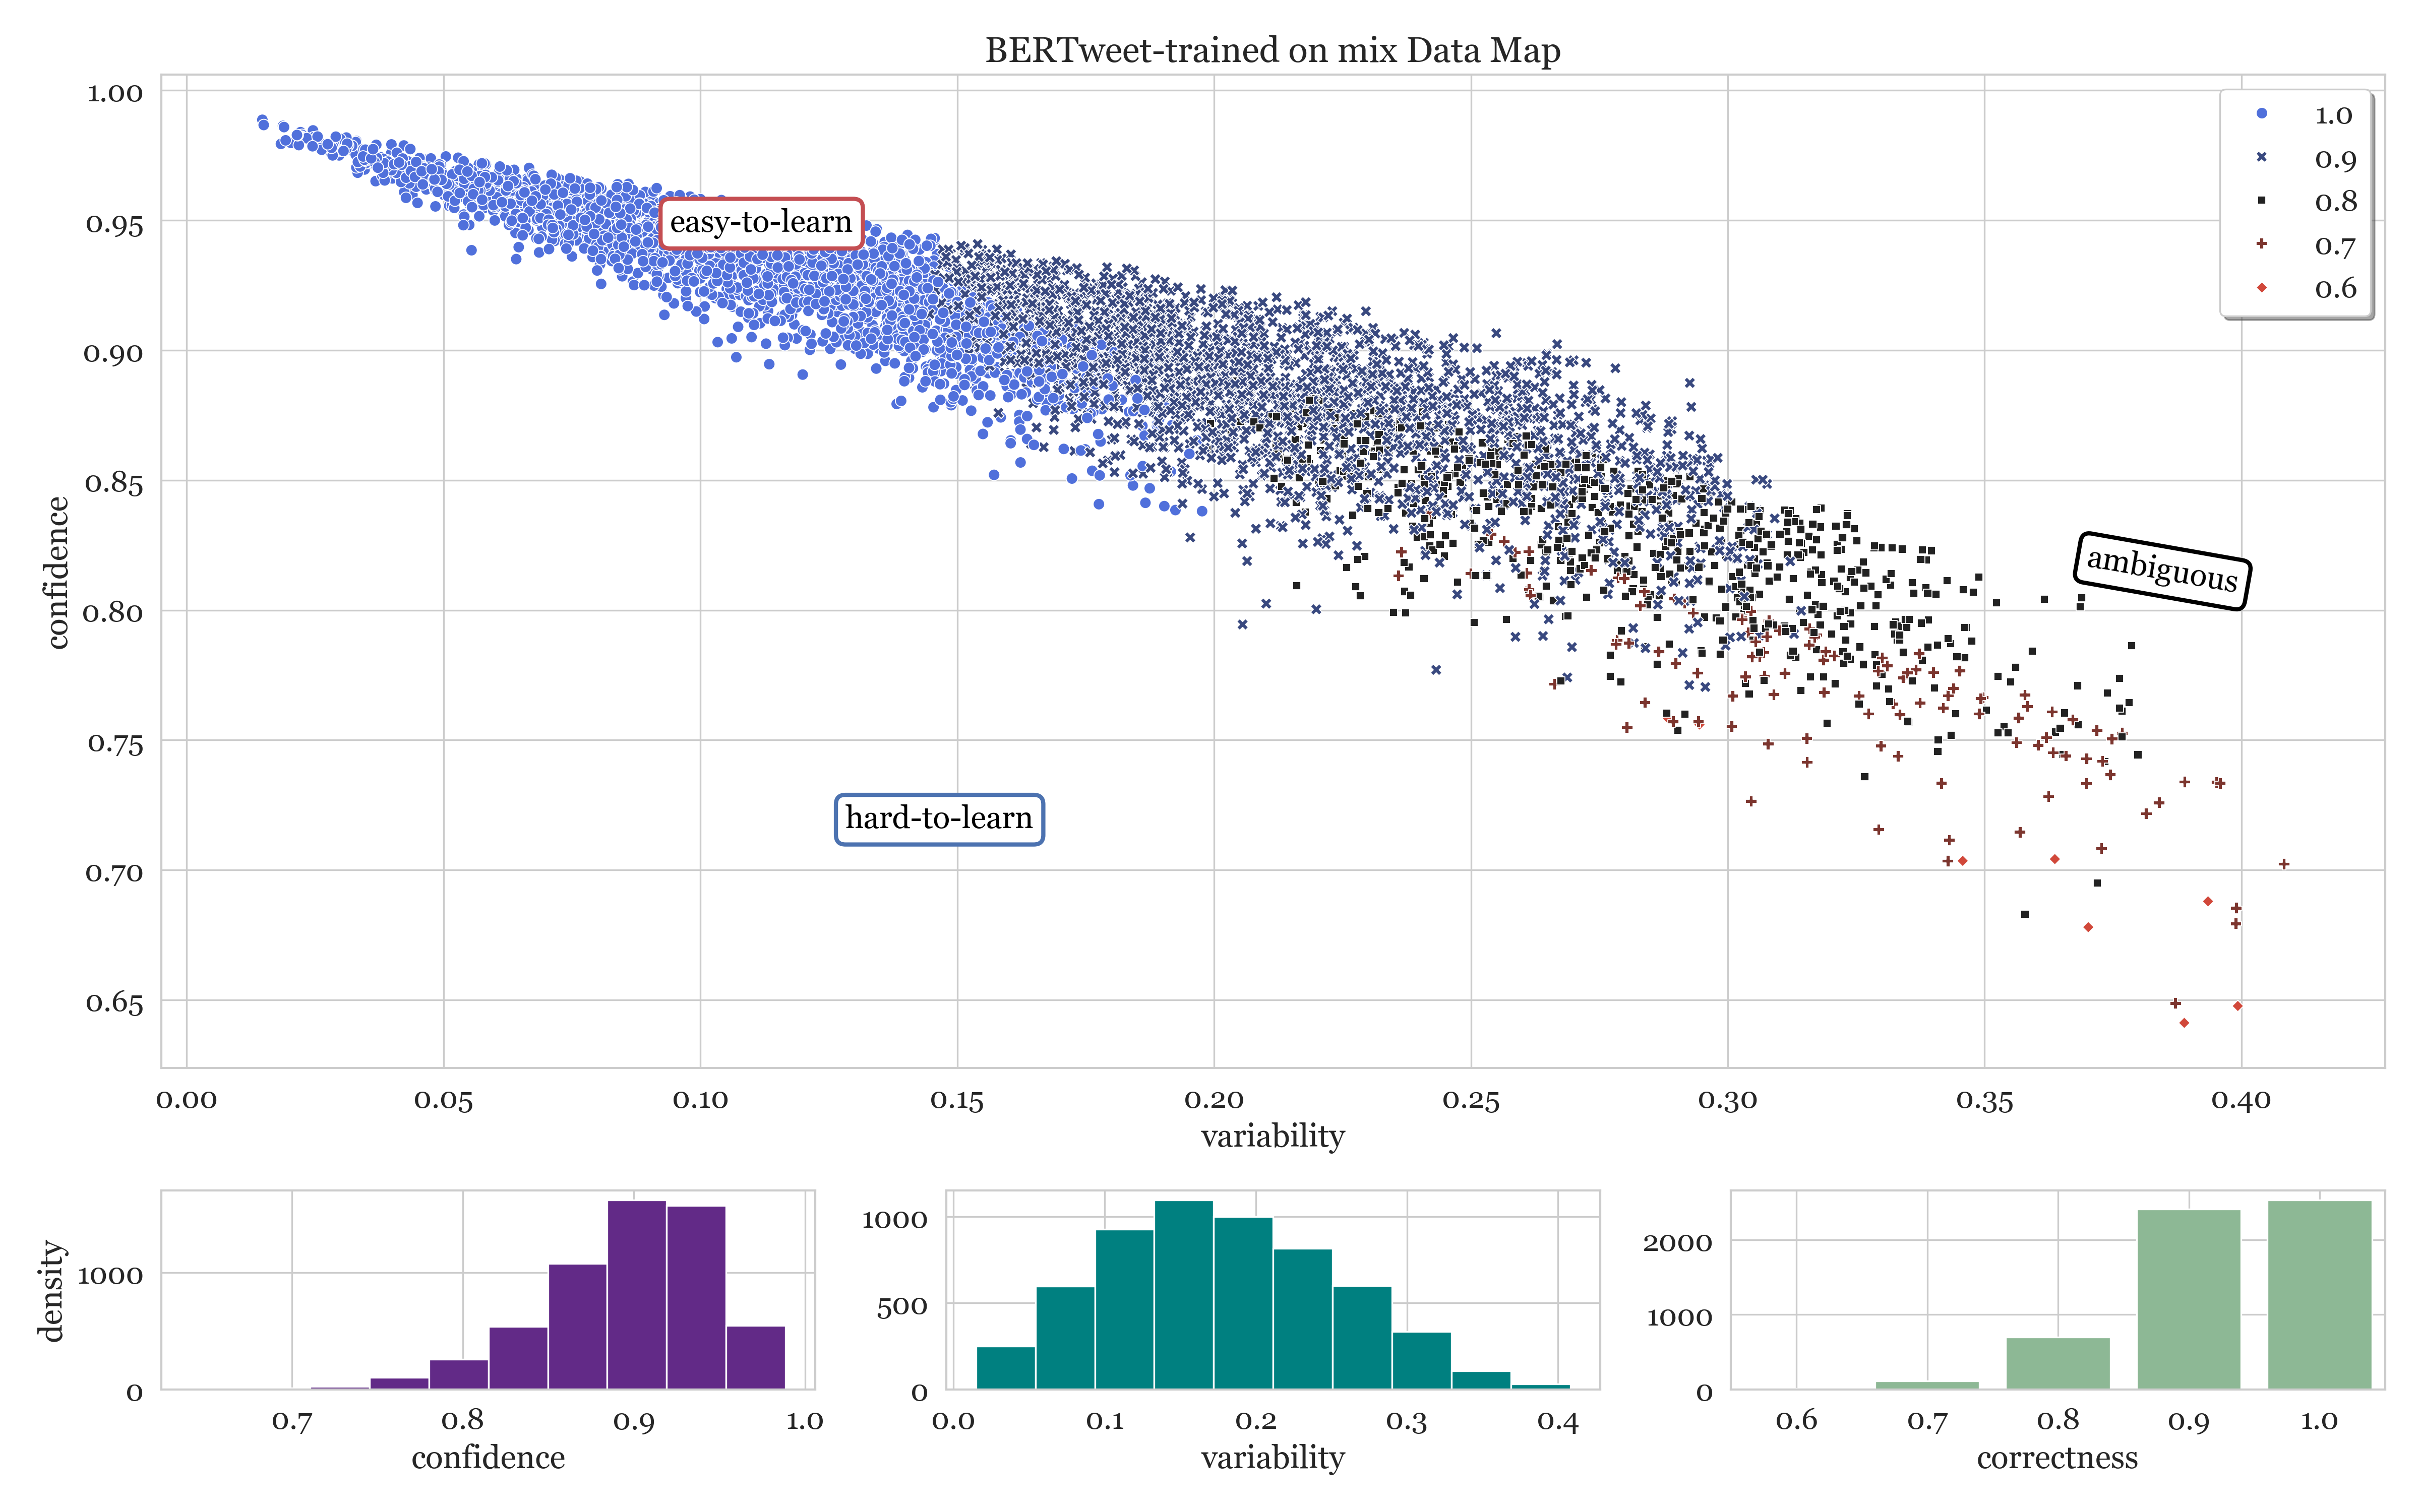 BERTweet-trained on mix Data Map
1.00
0.95
0.90
0.85
0.80
0.75
0.70
0.65
confidence
easy-to-learn
ambiguous
hard-to-learn
1.0
0.9
0.8
0.7
0.6
0.00 0.05 0.10 0.15 0.20 0.25 0.30 0.35 0.40
variability
density
1000
0
0.7 0.8 0.9 1.0
confidence
1000
500
0
0.0 0.1 0.2 0.3 0.4
variability
2000
1000
0
0.6 0.7 0.8 0.9 1.0
correctness